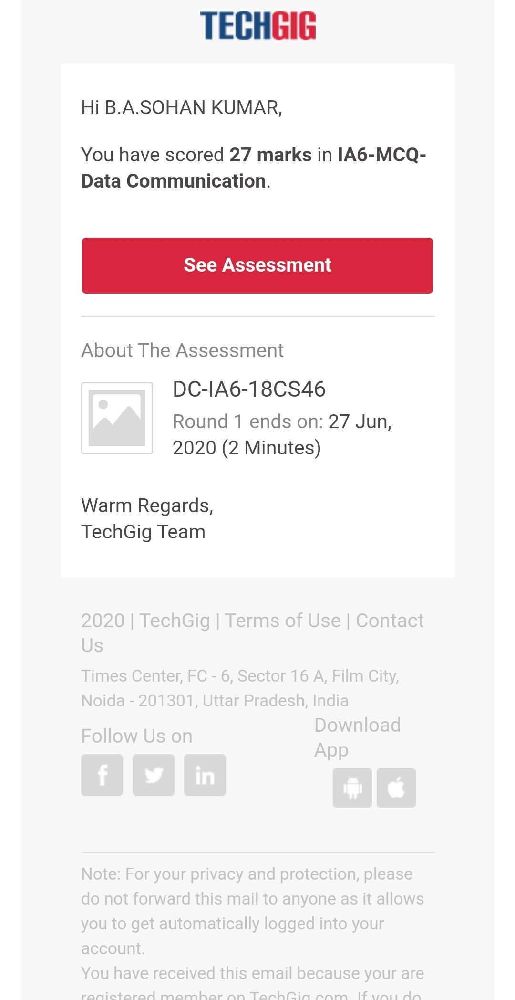 TECHGIG
Hi B.A.SOHAN KUMAR,
You have scored 27 marks in IA6-MCQ-
Data Communication.
See Assessment
About The Assessment
DC-IA6-18CS46
Round 1 ends on: 27 Jun,
2020 (2 Minutes)
Warm Regards,
TechGig Team
2020 | TechGig | Terms of Use | Contact
Us
Times Center, FC - 6, Sector 16 A, Film City,
Noida - 201301, Uttar Pradesh, India
Follow Us on
Download
App
f
in
Note: For your privacy and protection, please
do not forward this mail to anyone as it allows
you to get automatically logged into your
account.
You have received this email because your are
registered member on TechGig.com. If you do